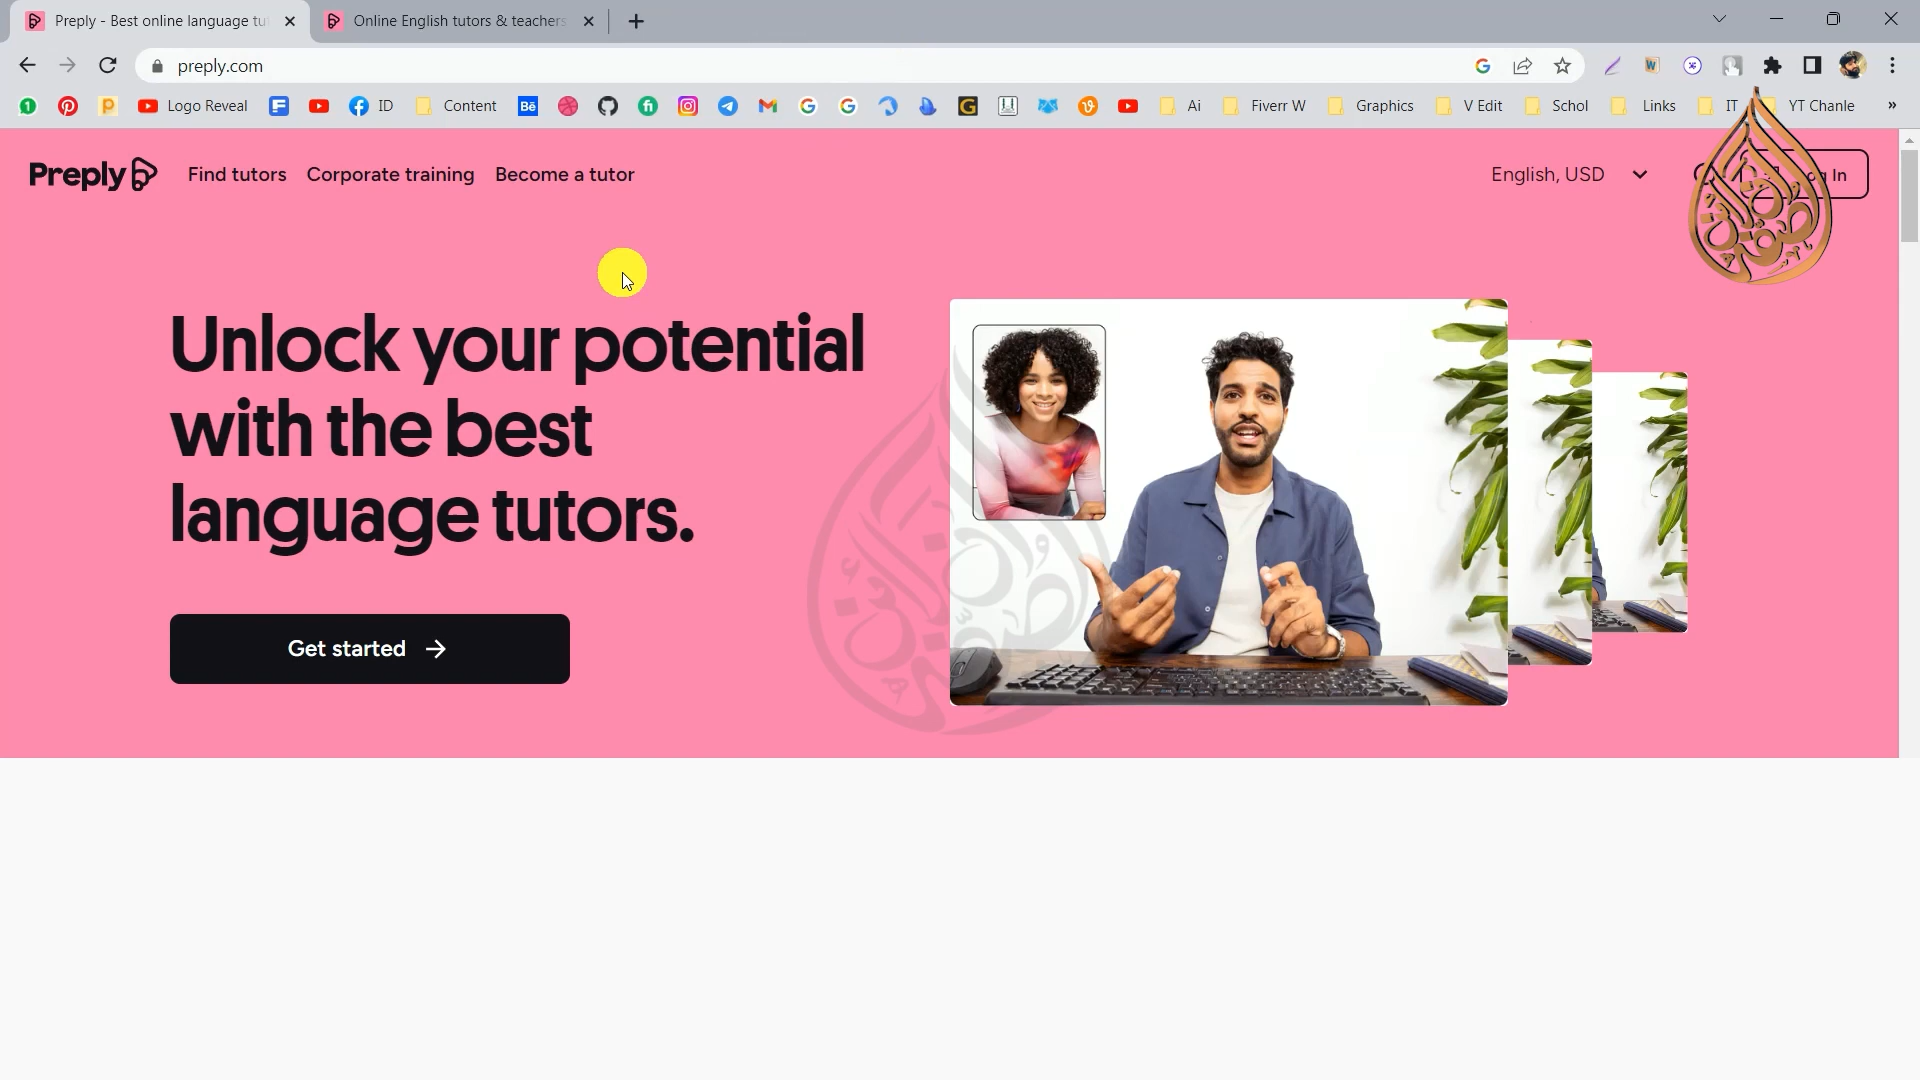 Preply - Best online language tu
Online English tutors & teachers
preply.com
Logo Reveal
ID
Content
Ai
Fiverr W
Graphics
V Edit
Schol
Links
IT
YT Chanle
»
Preply
Find tutors
Corporate training
Become a tutor
English, USD
In
Unlock your potential
with the best
language tutors.
Get started →